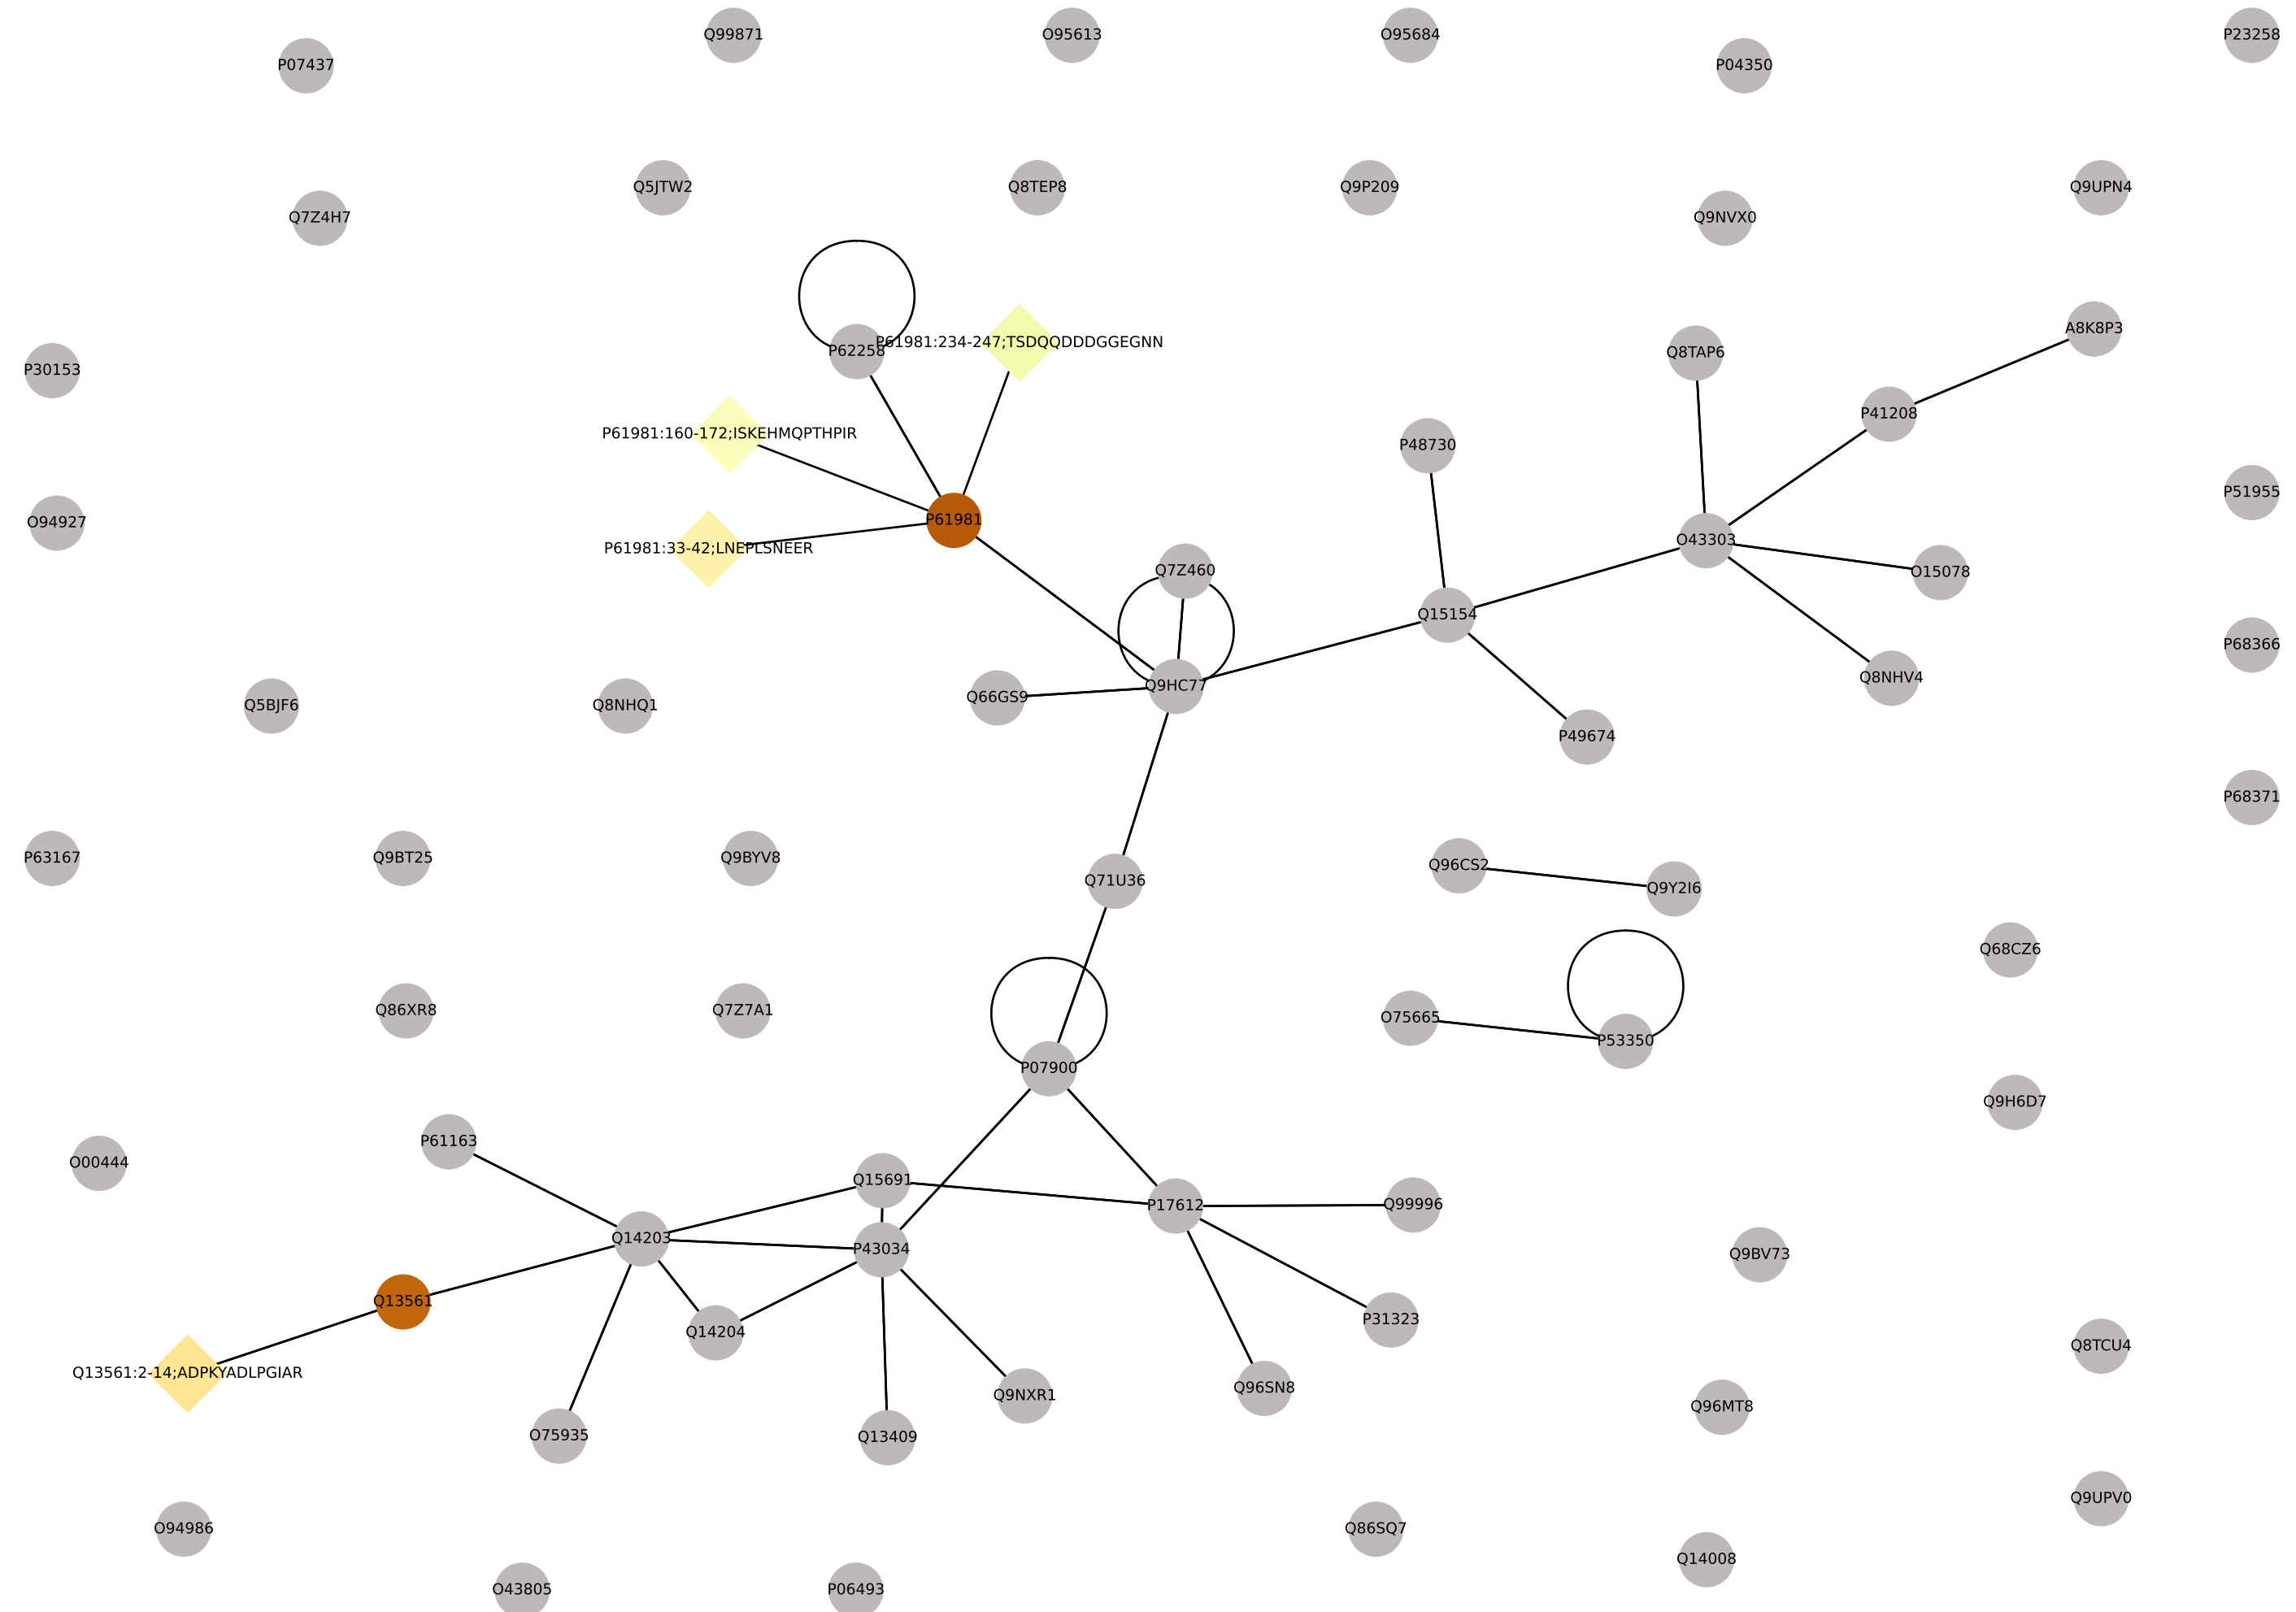 Q99871
O95613
O95684
P23258
P07437
P04350
Q5JTW2
Q8TEP8
Q9P209
Q9UPN4
Q7Z4H7
Q9NVX0
A8K8P3
P61981:234-247;TSDQQDDDGGEGNN
P62258
Q8TAP6
P30153
P41208
P61981:160-172;ISKEHMQPTHPIR
P48730
P51955
P61981
O94927
O43303
P61981:33-42;LNEPLSNEER
Q7Z460
O15078
Q15154
P68366
Q8NHV4
Q9HC77
Q66GS9
Q5BJF6
Q8NHQ1
P49674
P68371
P63167
Q9BT25
Q9BYV8
Q96CS2
Q71U36
Q9Y2I6
Q68CZ6
Q86XR8
Q7Z7A1
O75665
P53350
P07900
Q9H6D7
P61163
O00444
Q15691
Q99996
P17612
Q14203
P43034
Q9BV73
Q13561
P31323
Q14204
Q8TCU4
Q13561:2-14;ADPKYADLPGIAR
Q96SN8
Q9NXR1
Q96MT8
O75935
Q13409
Q9UPV0
O94986
Q86SQ7
Q14008
O43805
P06493